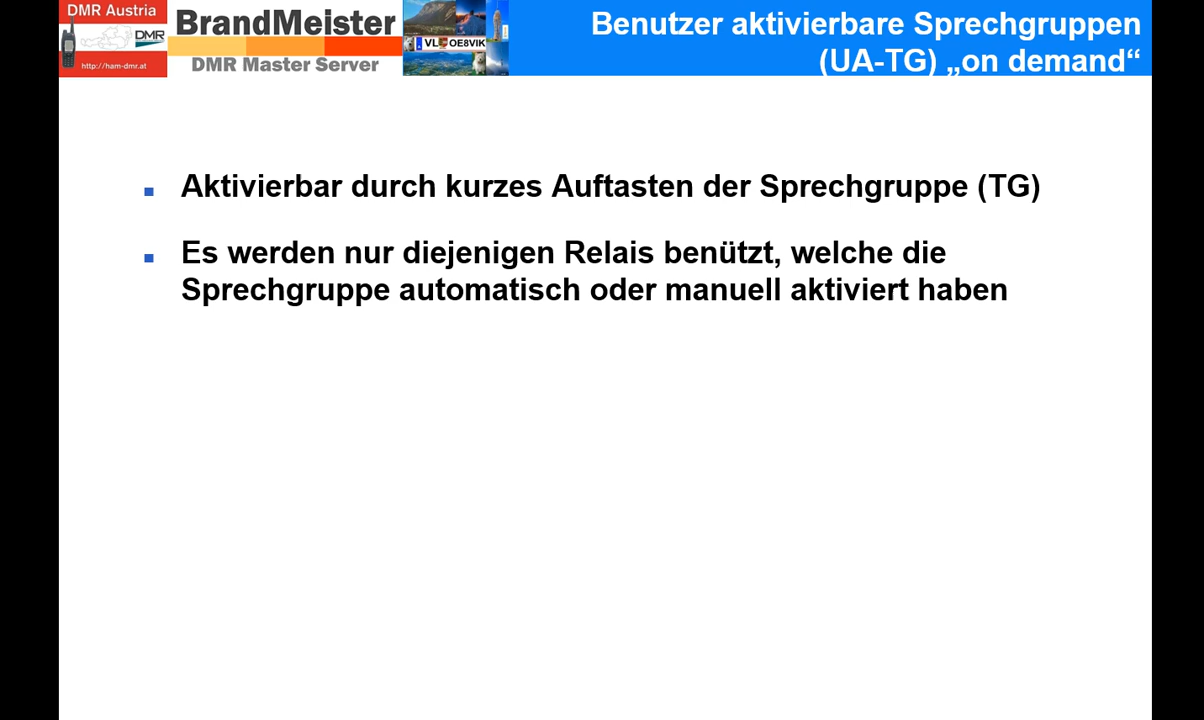 DMR Austria
DMR
http://ham-dmr.at
BrandMeister
DMR Master Server
VL OE8VIK
Benutzer aktivierbare Sprechgruppen
(UA-TG) „on demand“
Aktivierbar durch kurzes Auftasten der Sprechgruppe (TG)
Es werden nur diejenigen Relais benützt, welche die
Sprechgruppe automatisch oder manuell aktiviert haben